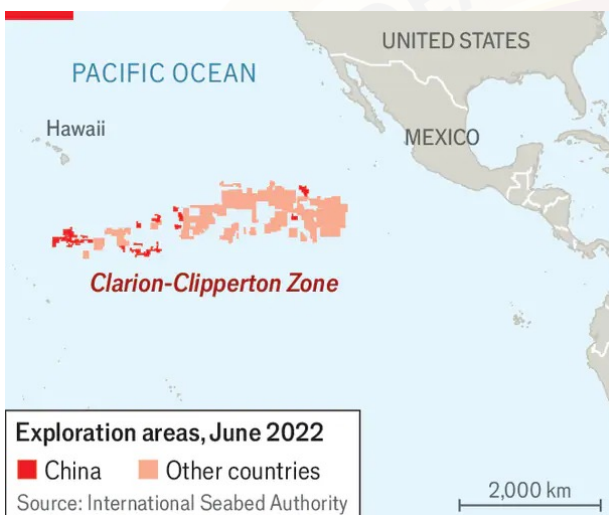 UNITED STATES
PACIFIC OCEAN
Hawaii
MEXICO
Clarion-Clipperton Zone
Exploration areas, June 2022
China
Other countries
Source: International Seabed Authority
2,000 km